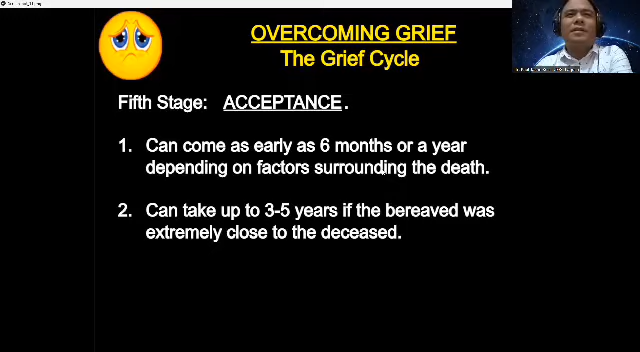 OVERCOMING GRIEF
The Grief Cycle
Fifth Stage: ACCEPTANCE.
1. Can come as early as 6 months or a year
depending on factors surrounding the death.
2. Can take up to 3-5 years if the bereaved was
extremely close to the deceased.